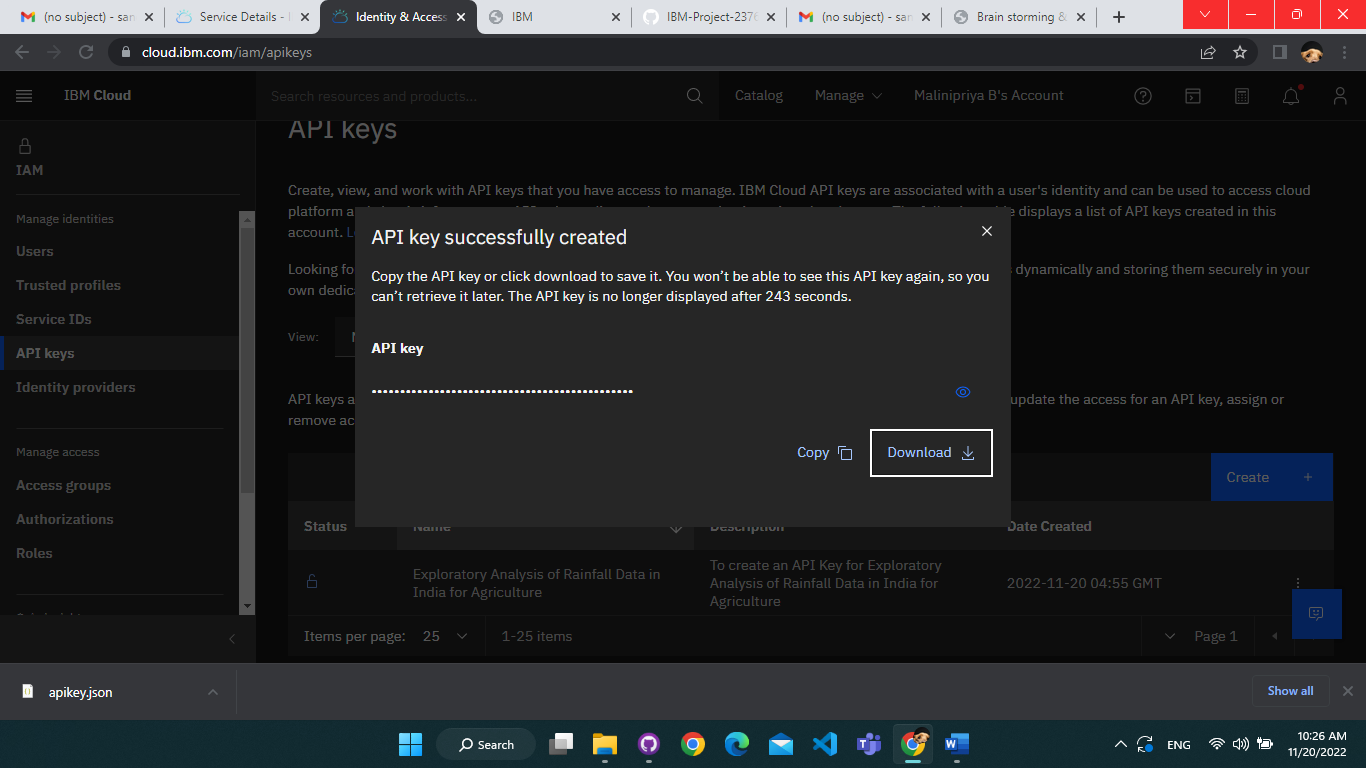 (no subject) - san
Service Details - I
Identity & Access
IBM
IBM-Project-2376
(no subject) - san
Brain storming &
cloud.ibm.com/iam/apikeys
IBM Cloud
Search resources and products...
Catalog
Manage
Malinipriya B's Account
API keys
IAM
Manage identities
Users
Trusted profiles
Service IDs
API keys
Identity providers
Manage access
Access groups
Authorizations
Roles
Create, view, and work with API keys that you have access to manage. IBM Cloud API keys are associated with a user's identity and can be used to access cloud
platform
displays a list of API keys created in this
account.
Looking fo
s dynamically and storing them securely in your
own dedic
View:
API keys a
update the access for an API key, assign or
remove ac
API key successfully created
Copy the API key or click download to save it. You won't be able to see this API key again, so you
can't retrieve it later. The API key is no longer displayed after 243 seconds.
API key
••••••••••••••••••••••••••••••••••••••••••••
Copy
Download
Create +
Status
Name
Description
Date Created
Exploratory Analysis of Rainfall Data in
India for Agriculture
To create an API Key for Exploratory
Analysis of Rainfall Data in India for
Agriculture
2022-11-20 04:55 GMT
Items per page: 25
1-25 items
Page 1
apikey.json
Show all
Search
ENG
10:26 AM
11/20/2022